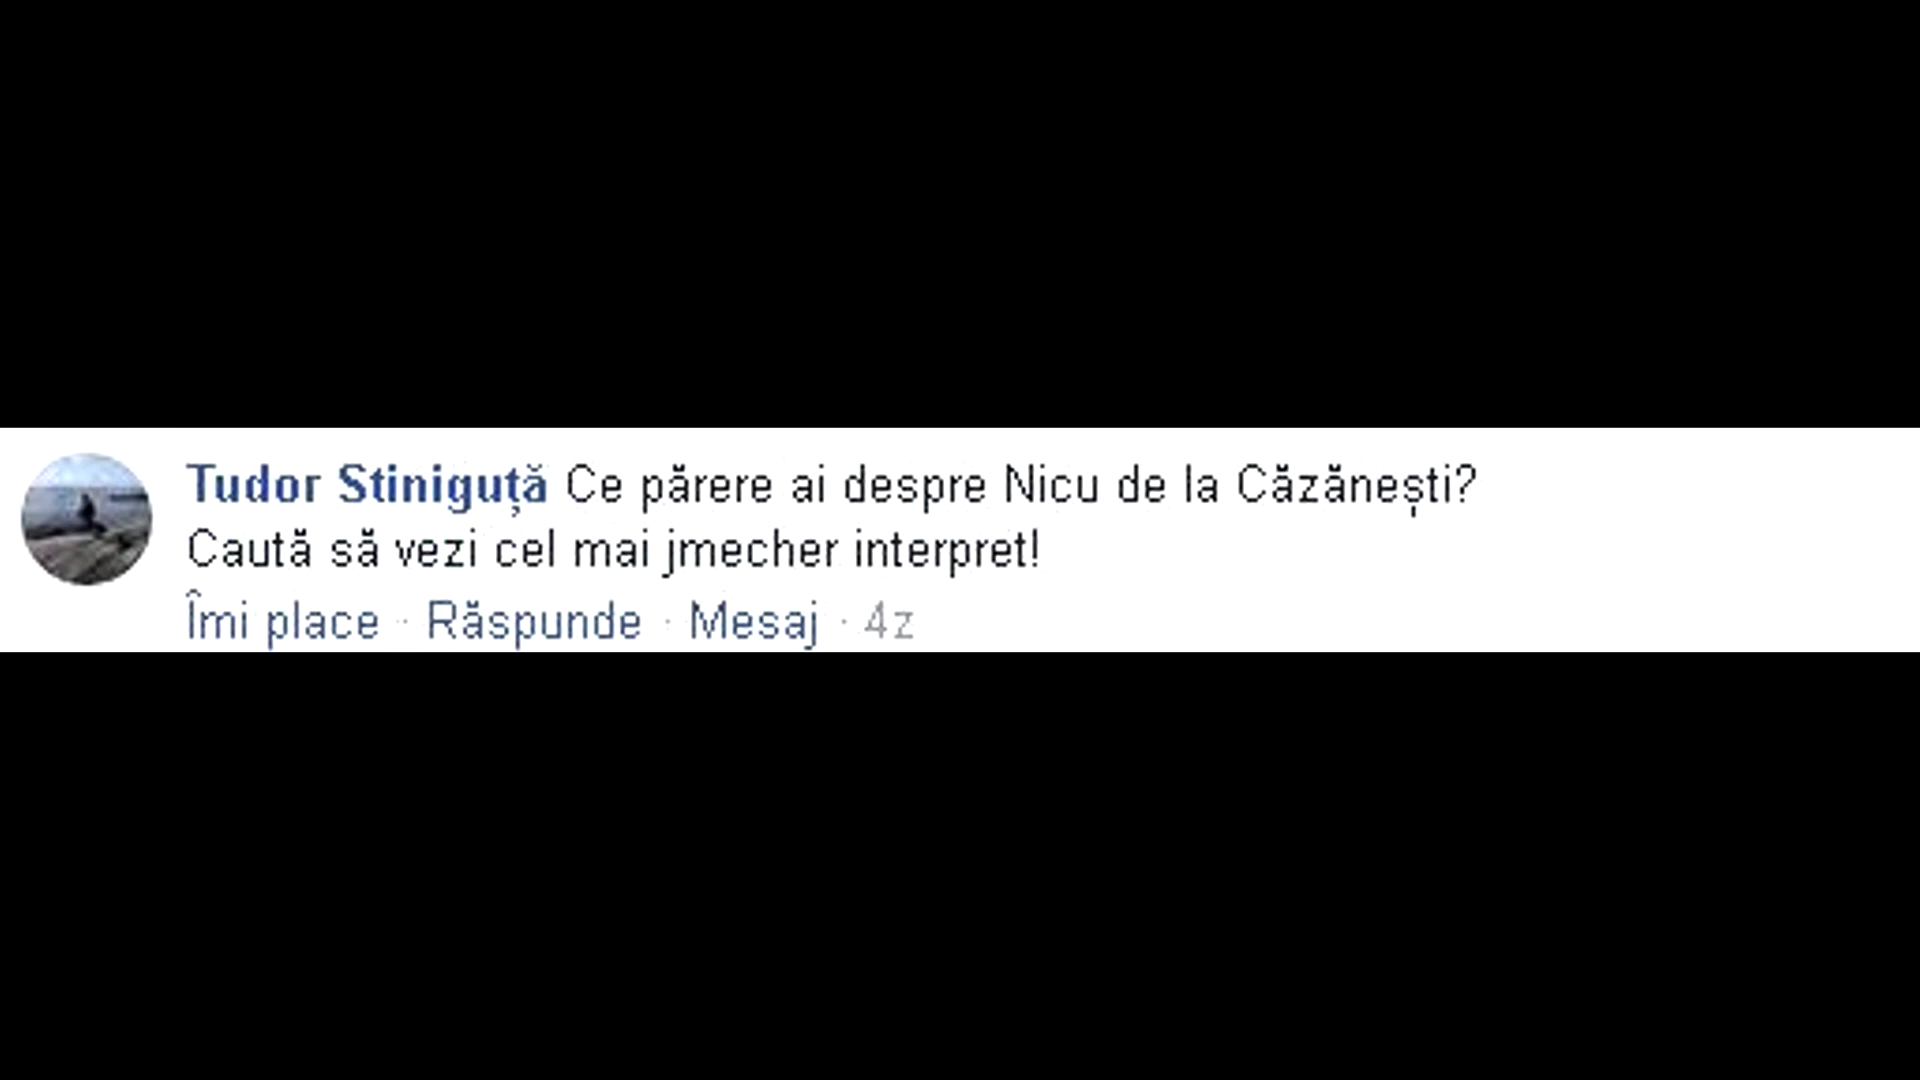 Tudor Stiniguță Ce părere ai despre Nicu de la Căzănești?
Caută să vezi cel mai jmecher interpret!
Îmi place · Răspunde · Mesaj · 4z